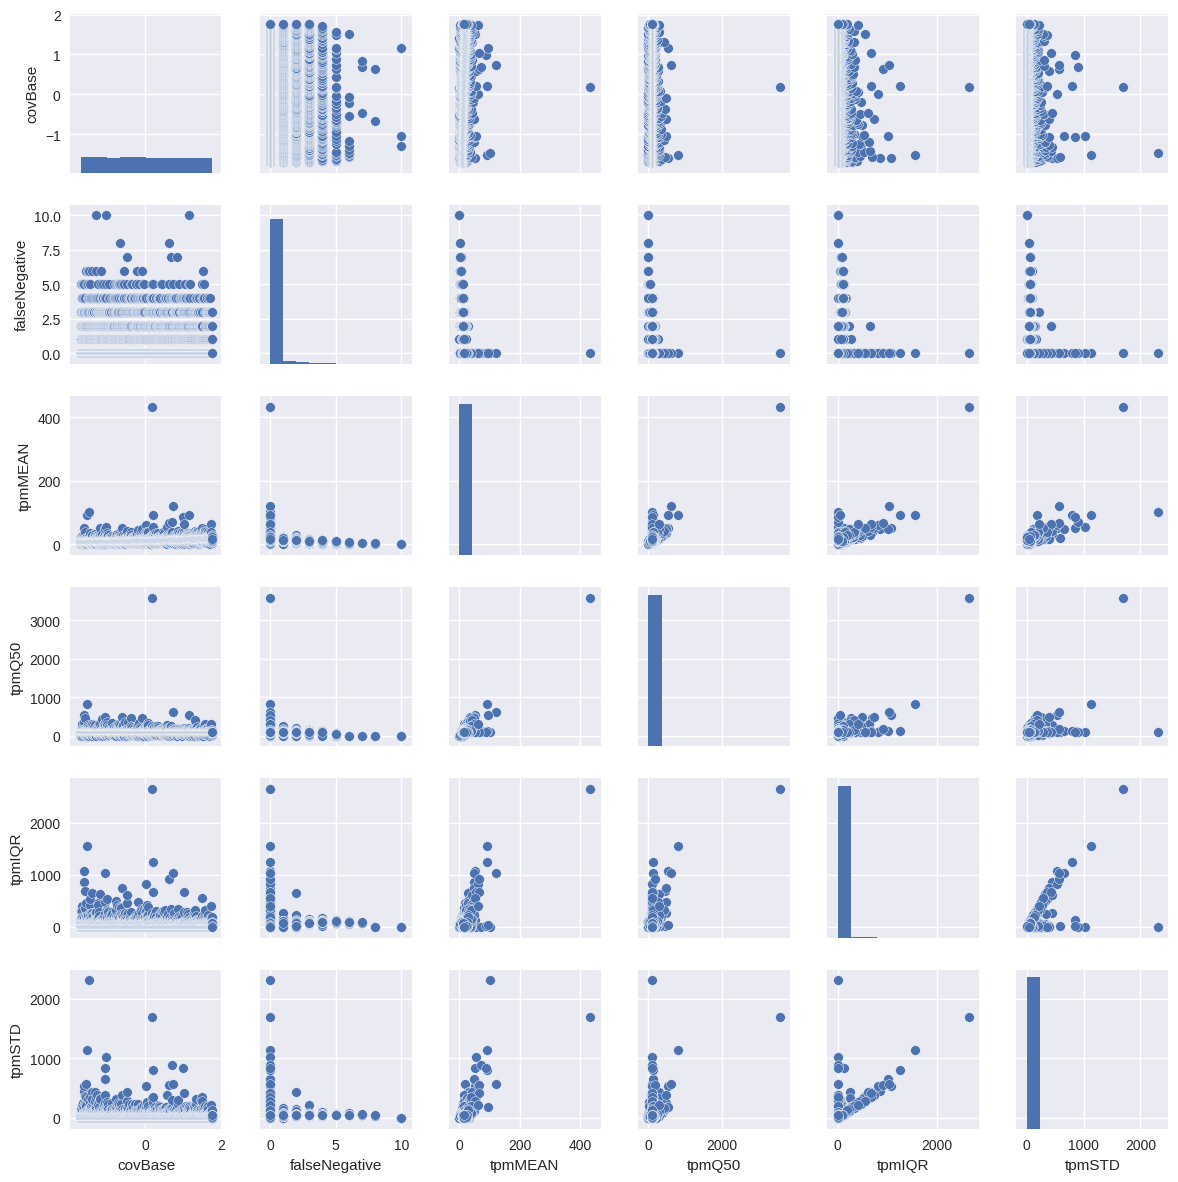 2
1
0
−1
covBase
10.0
7.5
5.0
2.5
0.0
falseNegative
400
200
0
tpmMEAN
3000
2000
1000
0
tpmQ50
2000
1000
0
tpmIQR
2000
1000
0
tpmSTD
0 2
0 5 10
0 200 400
0 2000
0 2000
0 1000 2000
covBase falseNegative tpmMEAN tpmQ50 tpmIQR tpmSTD